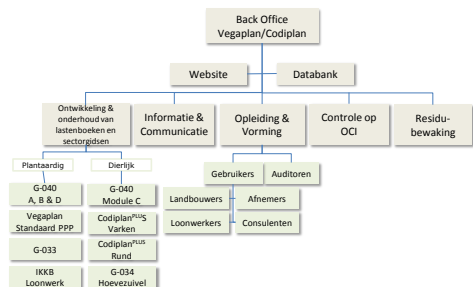 Back Office
Vegaplan/Codiplan
Website
Databank
Ontwikkeling &
onderhoud van
lastenboeken en
sectorgidsen
Informatie &
Communicatie
Opleiding &
Vorming
Controle op
OCI
Residu-
bewaking
Plantaardig
Dierlijk
Gebruikers
Auditoren
G-040
A, B & D
G-040
Module C
Landbouwers
Afnemers
Vegaplan
Standaard PPP
CodiplanPLUS
Varken
Loonwerkers
Consulenten
G-033
CodiplanPLUS
Rund
IKKB
Loonwerk
G-034
Hoevezuivel